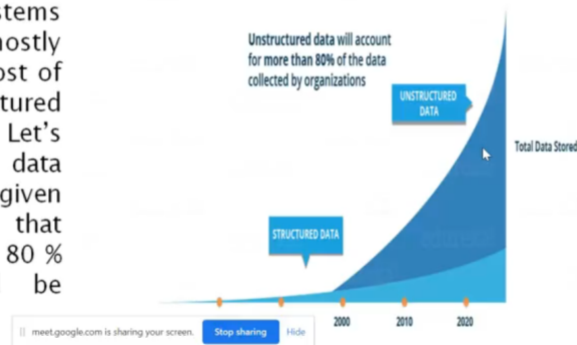 stems
nostly
ost of
tured
Let's
data
given
that
80 %
be
Unstructured data will account
for more than 80% of the data
collected by organizations
UNSTRUCTURED
DATA
Total Data Stored
STRUCTURED DATA
2000
2010
2020
meet.google.com is sharing your screen.
Stop sharing
Hide